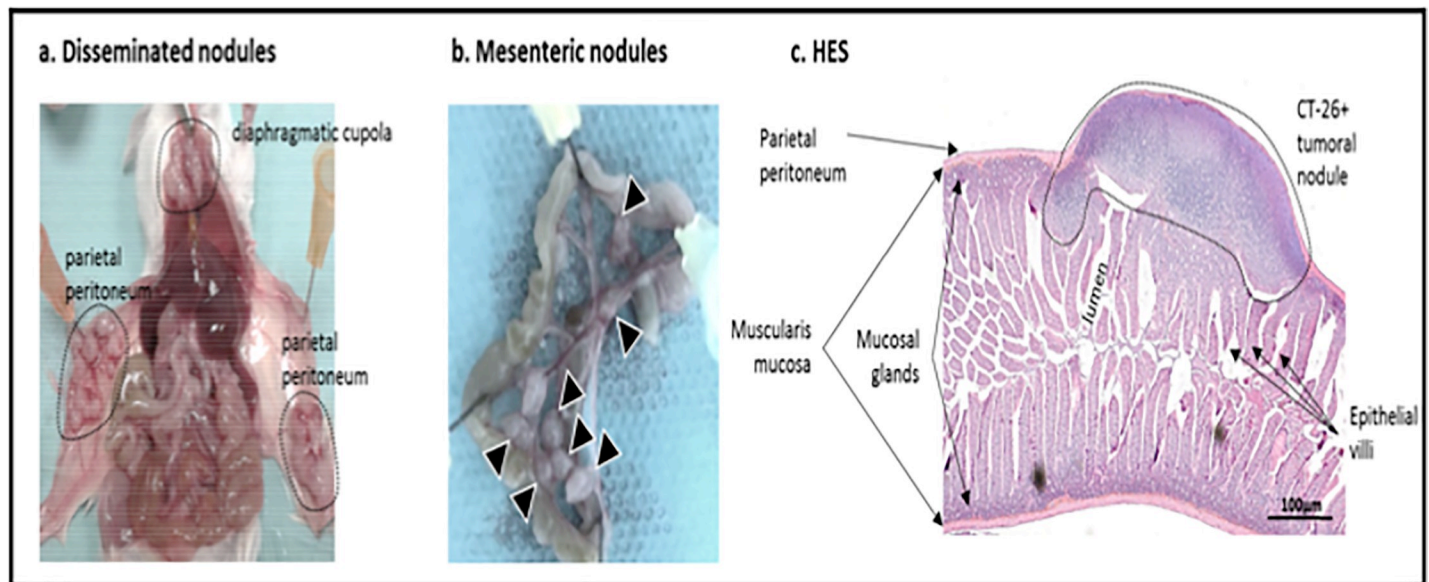 a. Disseminated nodules
diaphragmatic cupola
parietal
peritoneum
parietal
peritoneum
b. Mesenteric nodules
c. HES
Parietal
peritoneum
CT-26+
tumoral
nodule
lumen
Muscularis
mucosa
Mucosal
glands
Epithelial
villi
100µm